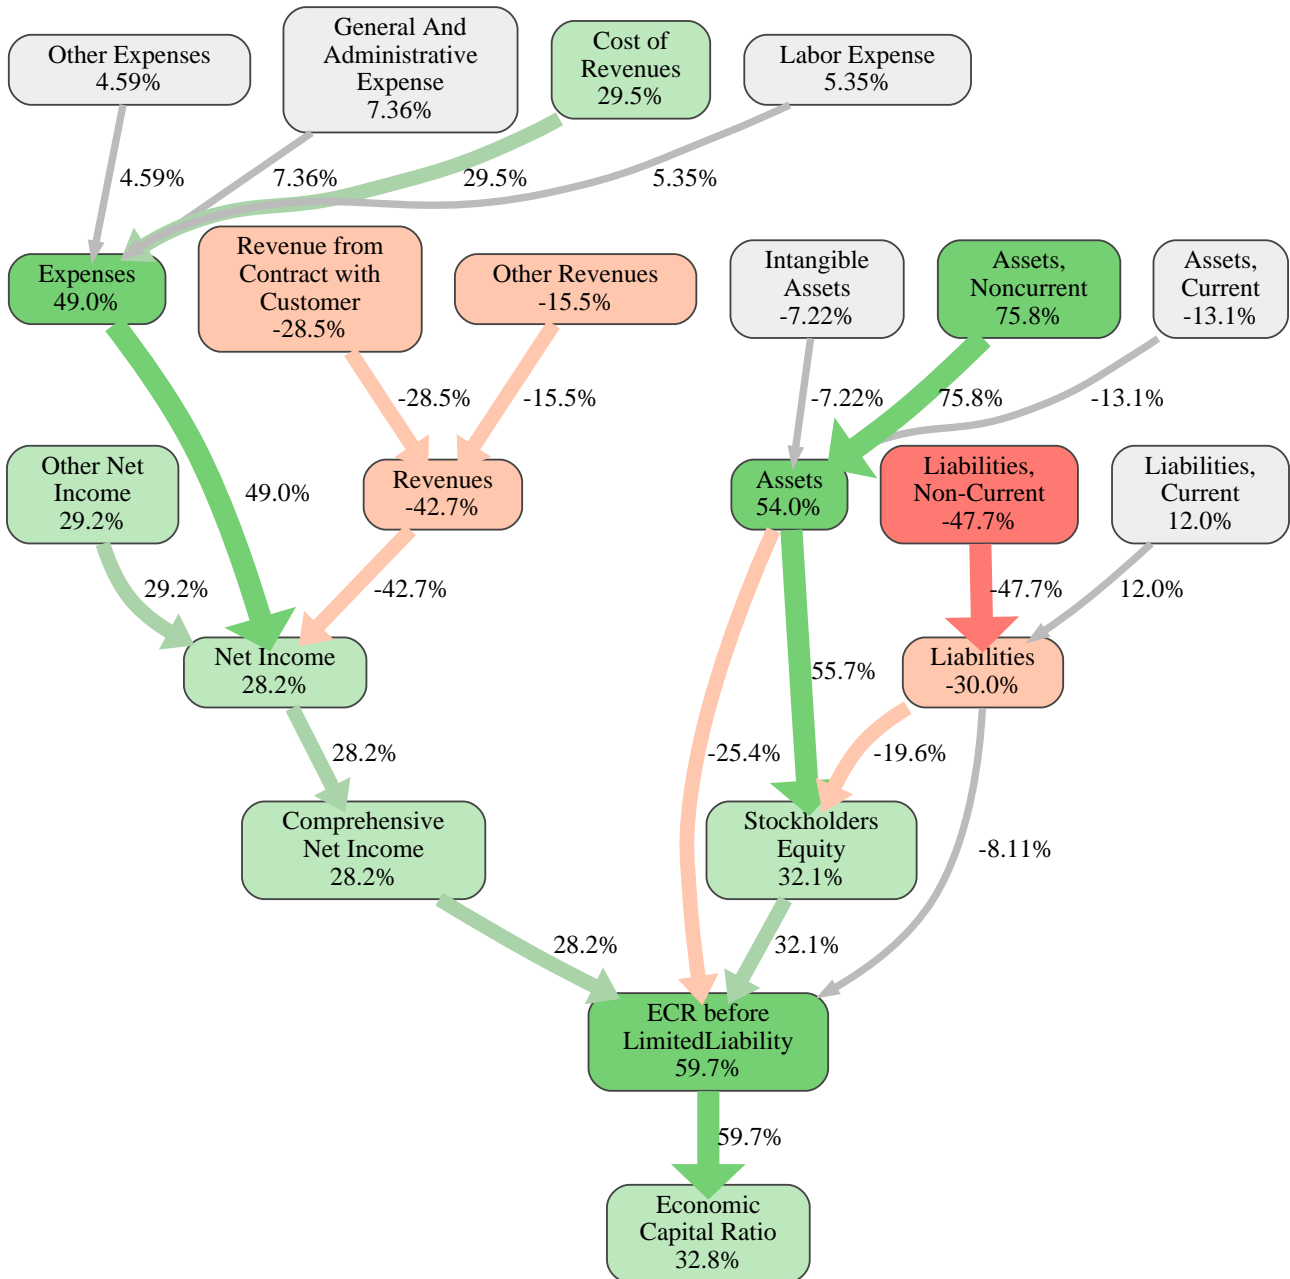 Other Expenses
4.59%
General And
Administrative
Expense
7.36%
Cost of
Revenues
29.5%
Labor Expense
5.35%
4.59%
7.36%
29.5%
5.35%
Expenses
49.0%
Revenue from
Contract with
Customer
-28.5%
Other Revenues
-15.5%
Intangible
Assets
-7.22%
Assets,
Noncurrent
75.8%
Assets,
Current
-13.1%
-28.5%
-15.5%
-7.22%
75.8%
-13.1%
Other Net
Income
29.2%
49.0%
Revenues
-42.7%
Assets
54.0%
Liabilities,
Non-Current
-47.7%
Liabilities,
Current
12.0%
29.2%
-42.7%
-47.7%
12.0%
Net Income
28.2%
55.7%
Liabilities
-30.0%
28.2%
-25.4%
-19.6%
Comprehensive
Net Income
28.2%
Stockholders
Equity
32.1%
-8.11%
28.2%
32.1%
ECR before
LimitedLiability
59.7%
59.7%
Economic
Capital Ratio
32.8%